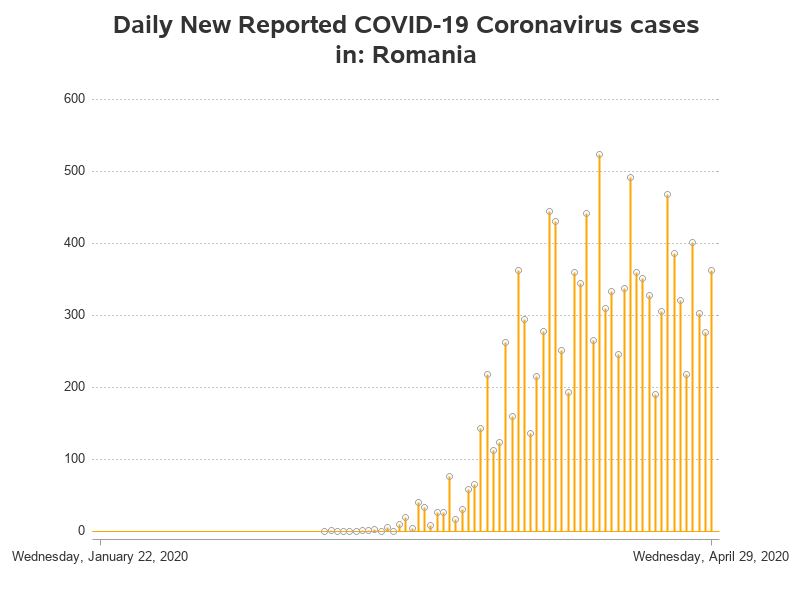 Daily New Reported COVID-19 Coronavirus cases
in: Romania
600
500
400
300
200
100
0
Wednesday, January 22, 2020
Wednesday, April 29, 2020